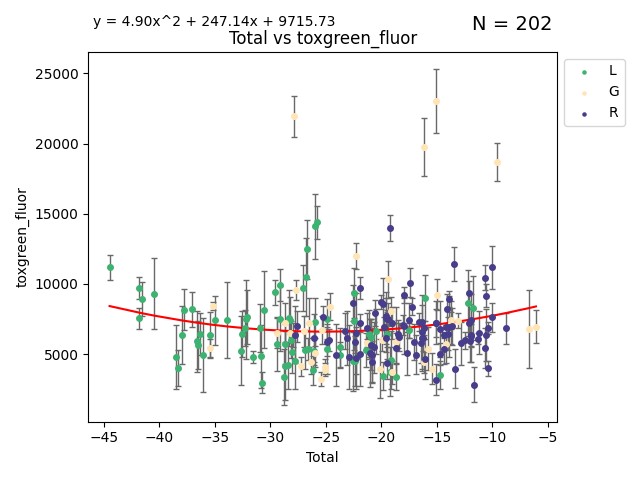 y = 4.90x^2 + 247.14x + 9715.73
N = 202
Total vs toxgreen_fluor
25000
20000
15000
10000
5000
toxgreen_fluor
−45 −40 −35 −30 −25 −20 −15 −10 −5
Total
L
G
R